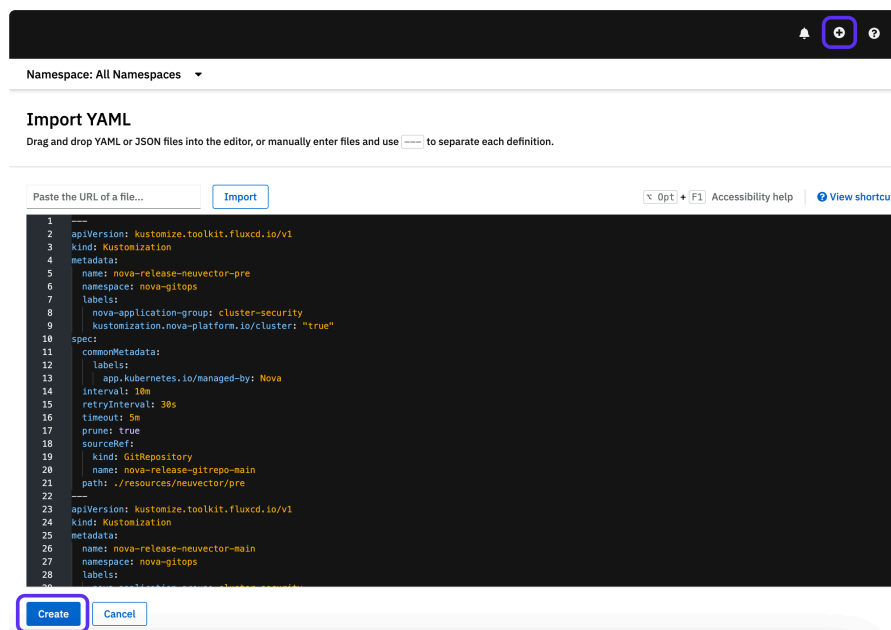 Namespace: All Namespaces
Import YAML
Drag and drop YAML or JSON files into the editor, or manually enter files and use --- to separate each definition.
Paste the URL of a file... Import ⌥ Opt + F1 Accessibility help View shortcu
1 ---
2 apiVersion: kustomize.toolkit.fluxcd.io/v1
3 kind: Kustomization
4 metadata:
5 name: nova-release-neuvector-pre
6 namespace: nova-gitops
7 labels:
8 nova-application-group: cluster-security
9 kustomization.nova-platform.io/cluster: "true"
10 spec:
11 commonMetadata:
12 labels:
13 app.kubernetes.io/managed-by: Nova
14 interval: 10m
15 retryInterval: 30s
16 timeout: 5m
17 prune: true
18 sourceRef:
19 kind: GitRepository
20 name: nova-release-gitrepo-main
21 path: ./resources/neuvector/pre
22 ---
23 apiVersion: kustomize.toolkit.fluxcd.io/v1
24 kind: Kustomization
25 metadata:
26 name: nova-release-neuvector-main
27 namespace: nova-gitops
28 labels:
Create Cancel